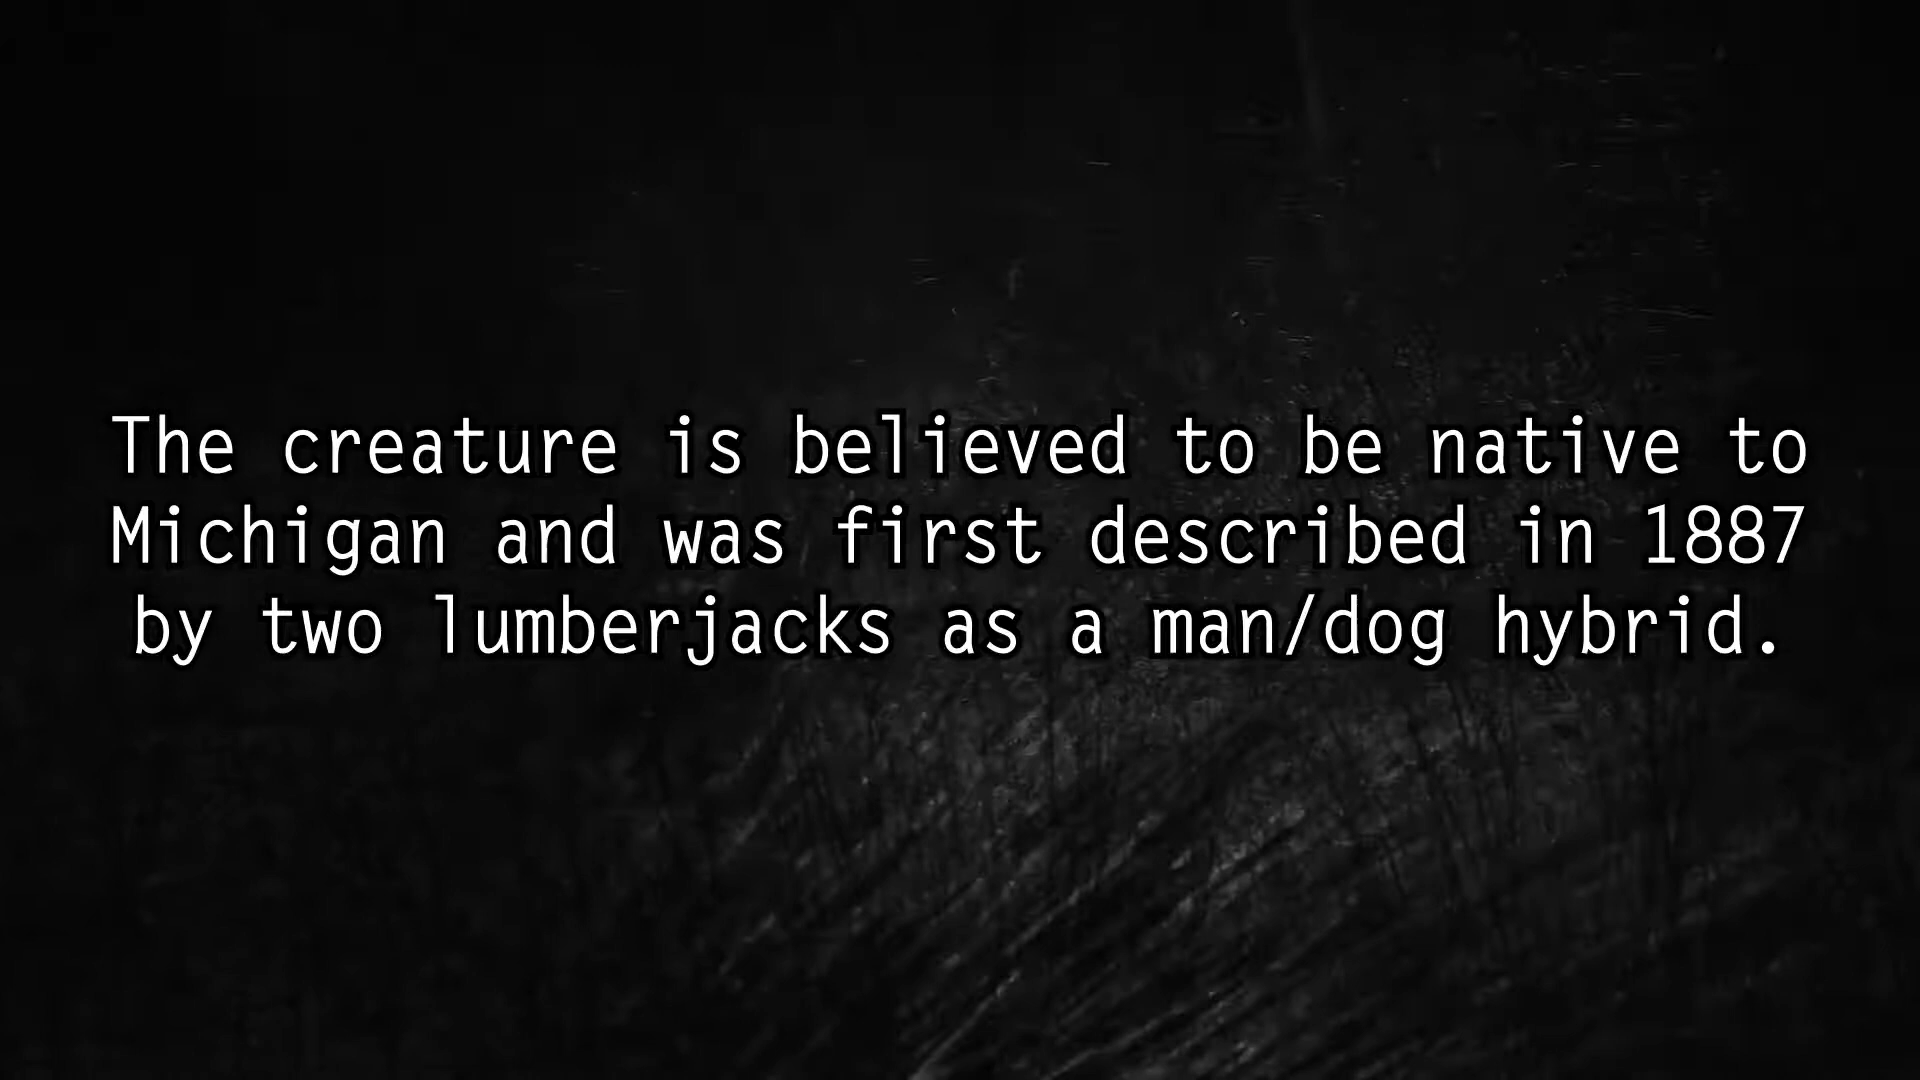 The creature is believed to be native to
Michigan and was first described in 1887
by two lumberjacks as a man/dog hybrid.